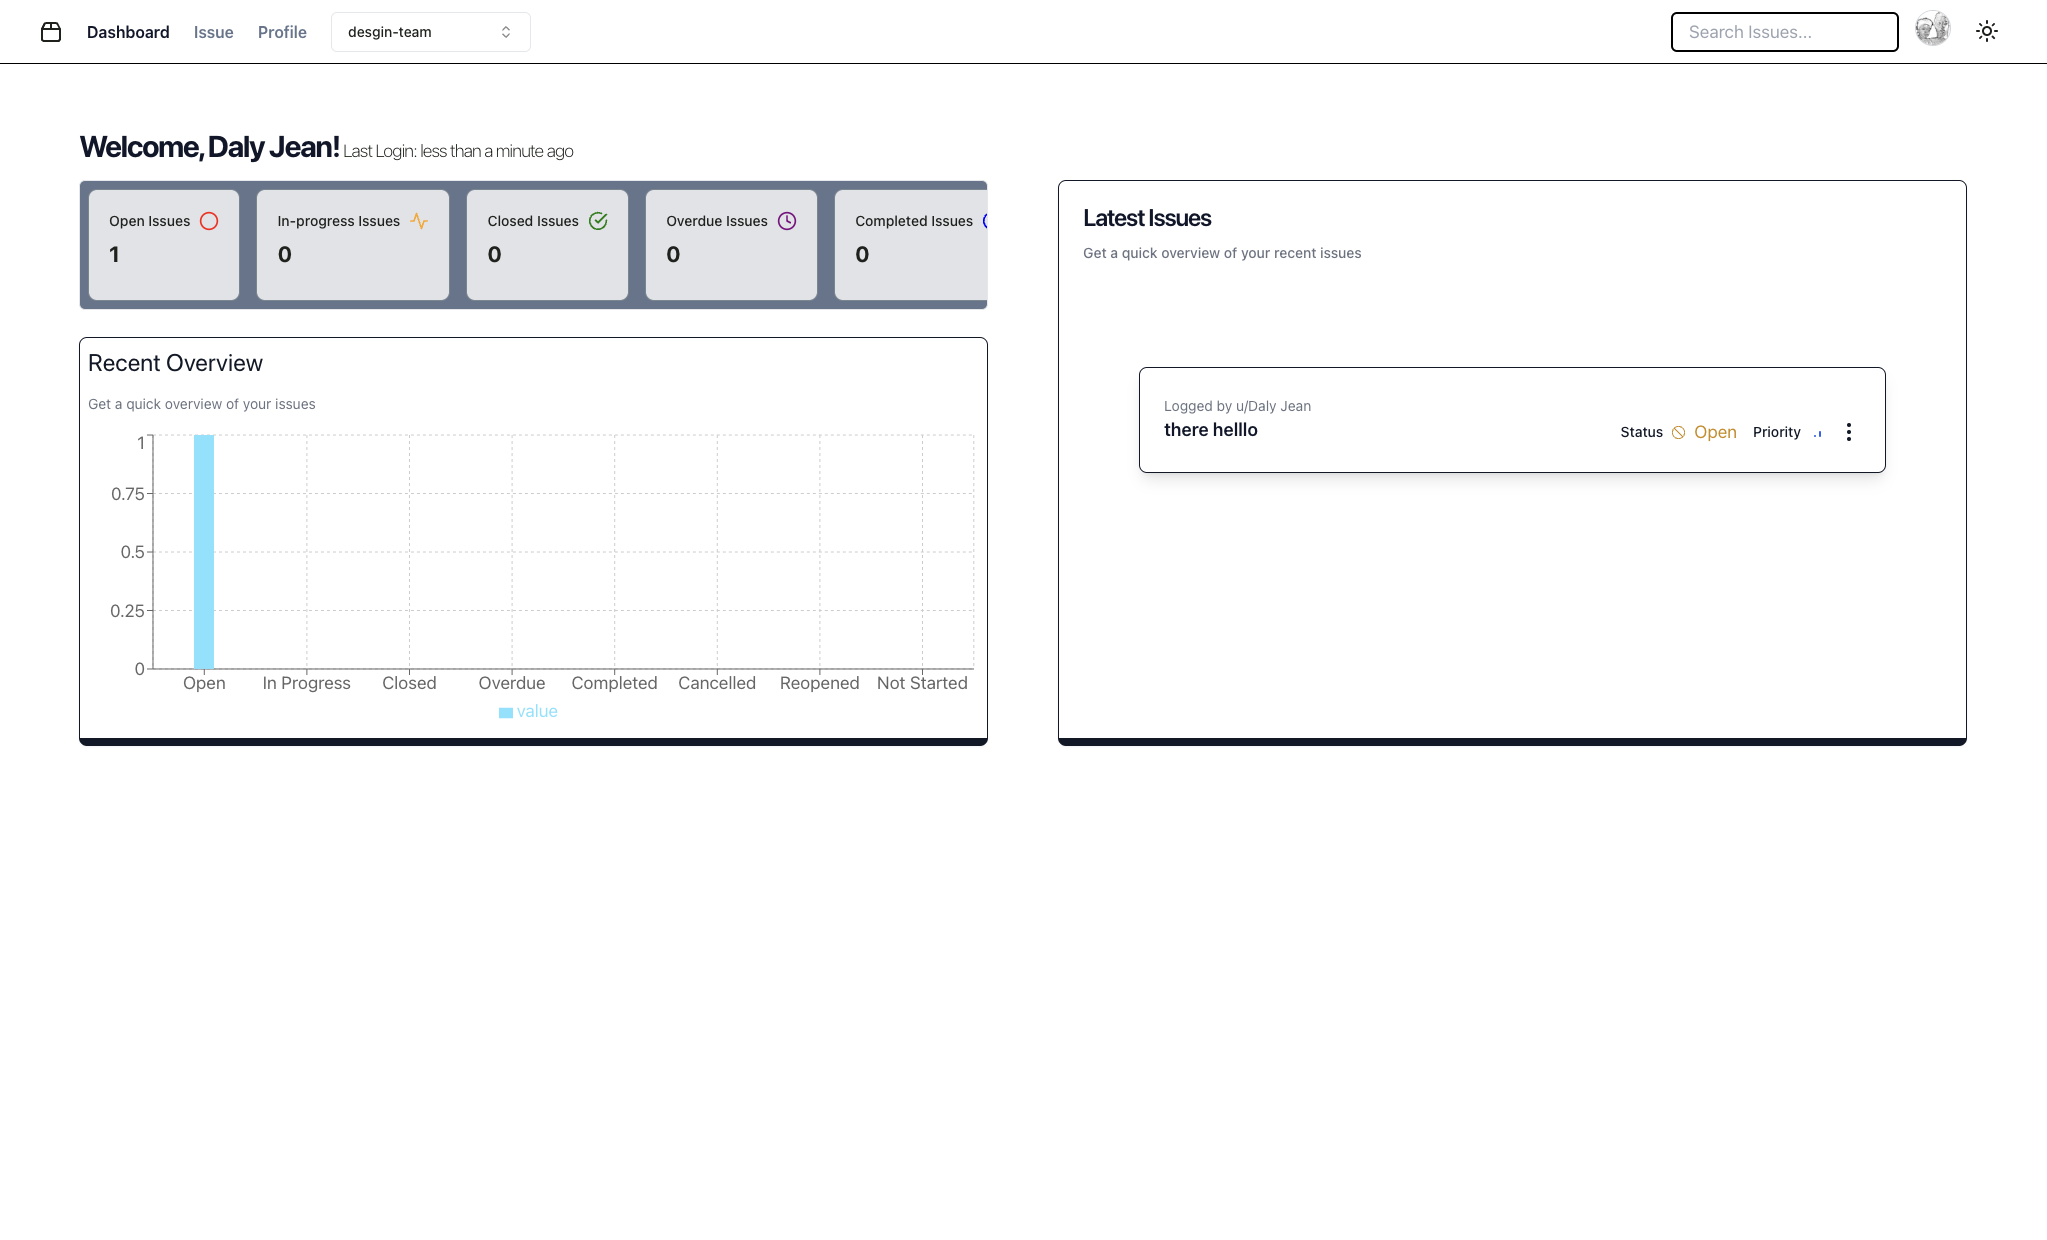 Dashboard Issue Profile desgin-team Search Issues...
Welcome, Daly Jean! Last Login: less than a minute ago
Open Issues In-progress Issues Closed Issues Overdue Issues Completed Issues
1 0 0 0 0
Recent Overview
Get a quick overview of your issues
1
0.75
0.5
0.25
0
Open In Progress Closed Overdue Completed Cancelled Reopened Not Started
value
Latest Issues
Get a quick overview of your recent issues
Logged by u/Daly Jean
there helllo
Status Open Priority